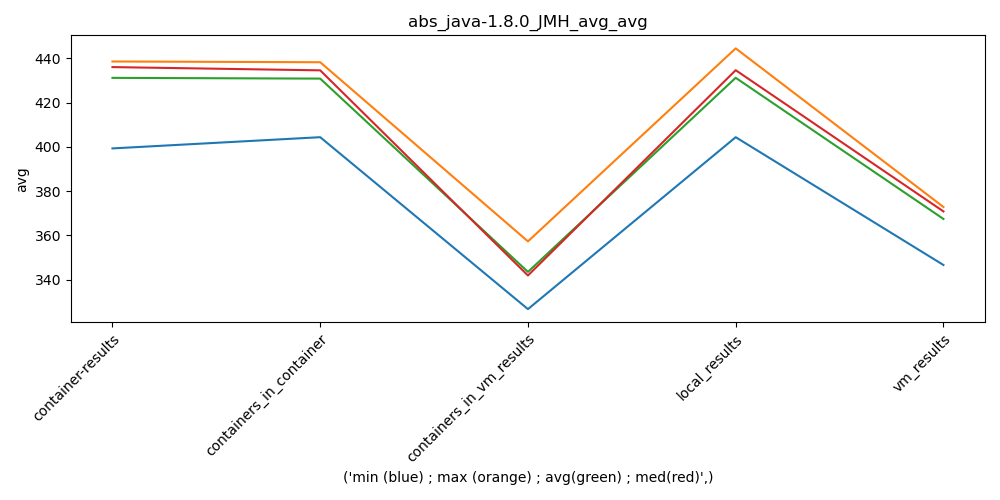 abs_java-1.8.0_JMH_avg_avg
avg
440
420
400
380
360
340
container-results
containers_in_container
containers_in_vm_results
local_results
vm_results
('min (blue) ; max (orange) ; avg(green) ; med(red)',)